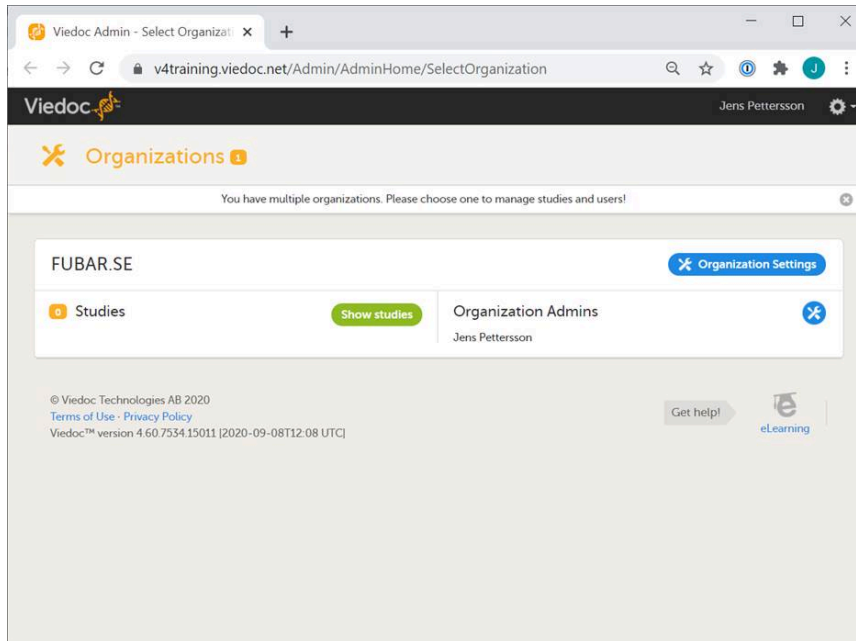 Viedoc Admin - Select Organizati
v4training.viedoc.net/Admin/AdminHome/SelectOrganization
J
Viedoc
Jens Pettersson
Organizations 1
You have multiple organizations. Please choose one to manage studies and users!
FUBAR.SE
Organization Settings
0 Studies
Show studies
Organization Admins
Jens Pettersson
© Viedoc Technologies AB 2020
Terms of Use · Privacy Policy
Viedoc™ version 4.60.7534.15011 [2020-09-08T12:08 UTC]
Get help!
eLearning